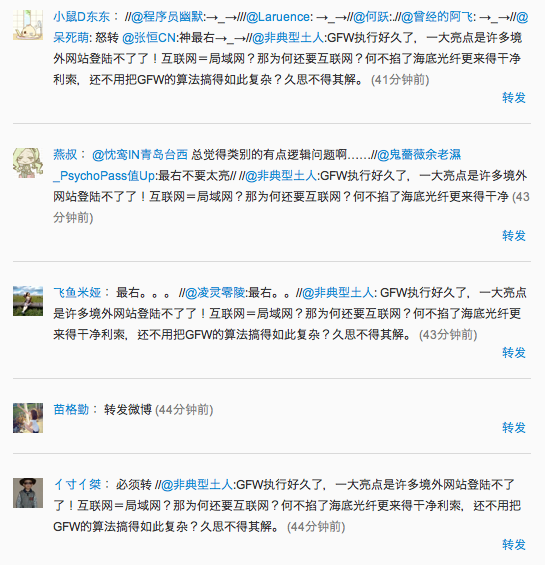 小鼠D东东： //@程序员幽默:→_→///@Laruence: →_→//@何跃:.//@曾经的阿飞: →_→//@
呆死萌: 怒转 @张恒CN:神最右→_→//@非典型土人:GFW执行好久了，一大亮点是许多境
外网站登陆不了了！互联网＝局域网？那为何还要互联网？何不掐了海底光纤更来得干净
利索，还不用把GFW的算法搞得如此复杂？久思不得其解。 (41分钟前)
转发
燕叔： @忱鸾IN青岛台西 总觉得类别的有点逻辑问题啊……//@鬼薔薇余老濕
_PsychoPass值Up:最右不要太亮// //@非典型土人:GFW执行好久了，一大亮点是许多境外
网站登陆不了了！互联网＝局域网？那为何还要互联网？何不掐了海底光纤更来得干净 (43
分钟前)
转发
飞鱼米娅： 最右。。。 //@凌灵零陵:最右。。//@非典型土人: GFW执行好久了，一大亮点
是许多境外网站登陆不了了！互联网＝局域网？那为何还要互联网？何不掐了海底光纤更
来得干净利索，还不用把GFW的算法搞得如此复杂？久思不得其解。 (43分钟前)
转发
苗格勤： 转发微博 (44分钟前)
转发
イ寸イ桀： 必须转 //@非典型土人:GFW执行好久了，一大亮点是许多境外网站登陆不了
了！互联网＝局域网？那为何还要互联网？何不掐了海底光纤更来得干净利索，还不用把
GFW的算法搞得如此复杂？久思不得其解。 (44分钟前)
转发